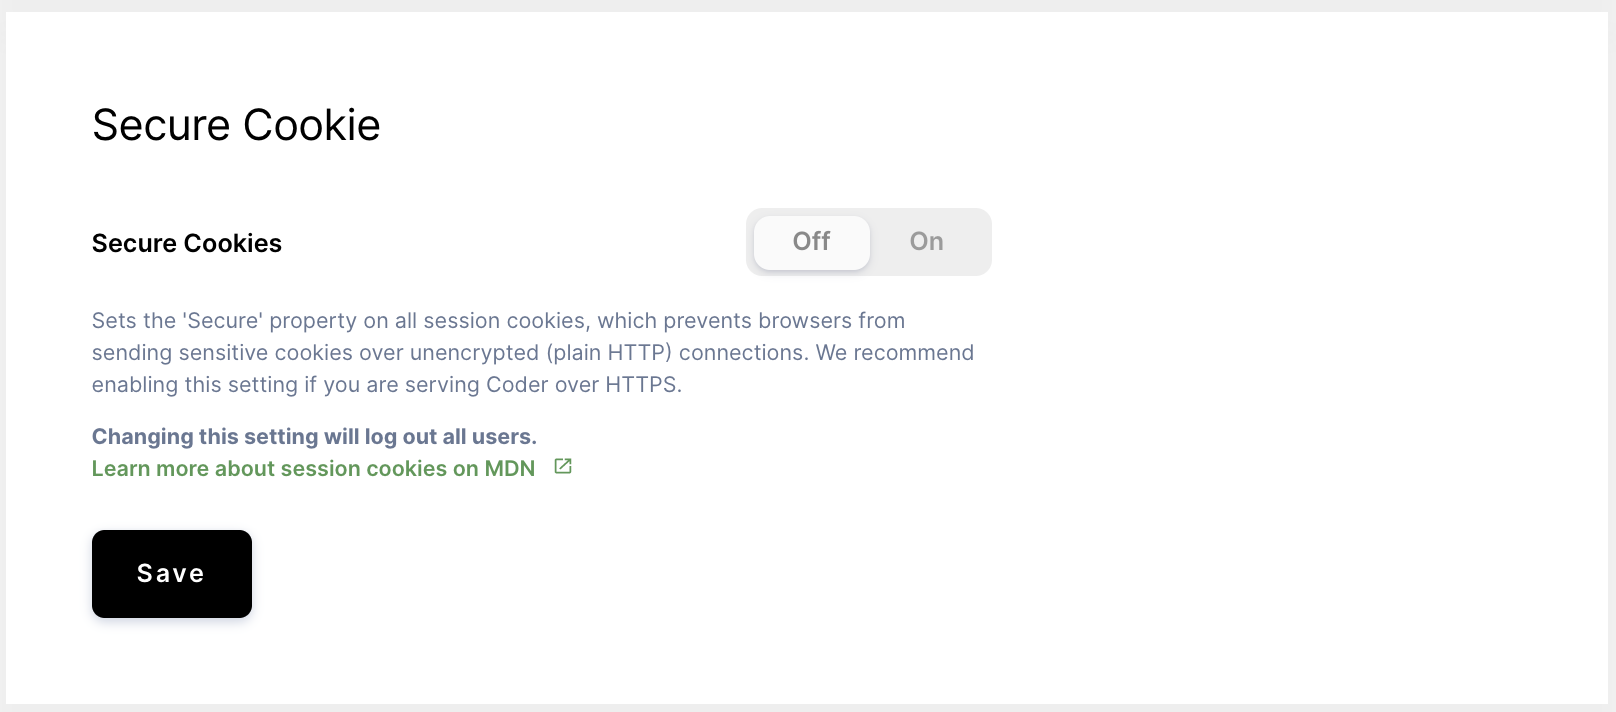 Secure Cookie
Secure Cookies
Off
On
Sets the 'Secure' property on all session cookies, which prevents browsers from
sending sensitive cookies over unencrypted (plain HTTP) connections. We recommend
enabling this setting if you are serving Coder over HTTPS.
Changing this setting will log out all users.
Learn more about session cookies on MDN
Save